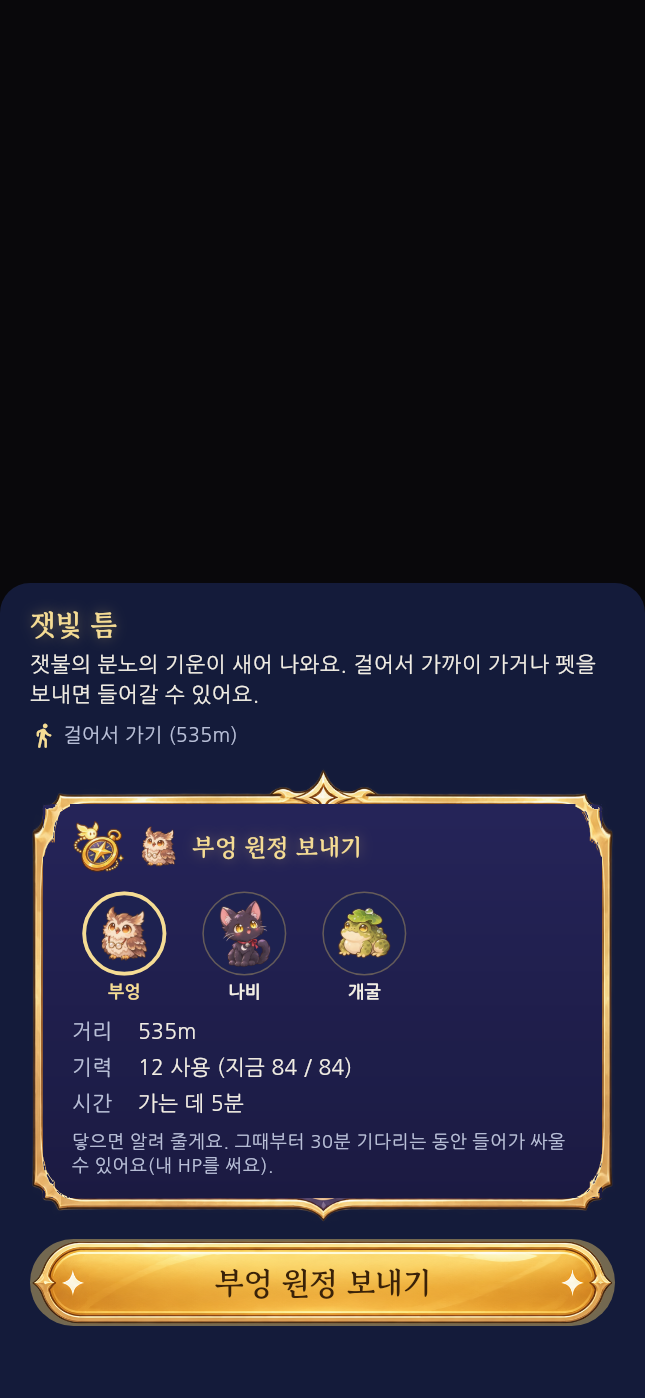 잿빛 틈
잿불의 분노의 기운이 새어 나와요. 걸어서 가까이 가거나 펫을
보내면 들어갈 수 있어요.
걸어서 가기 (535m)
부엉 원정 보내기
부엉 나비 개굴
거리 535m
기력 12 사용 (지금 84 / 84)
시간 가는 데 5분
닿으면 알려 줄게요. 그때부터 30분 기다리는 동안 들어가 싸울
수 있어요(내 HP를 써요).
부엉 원정 보내기